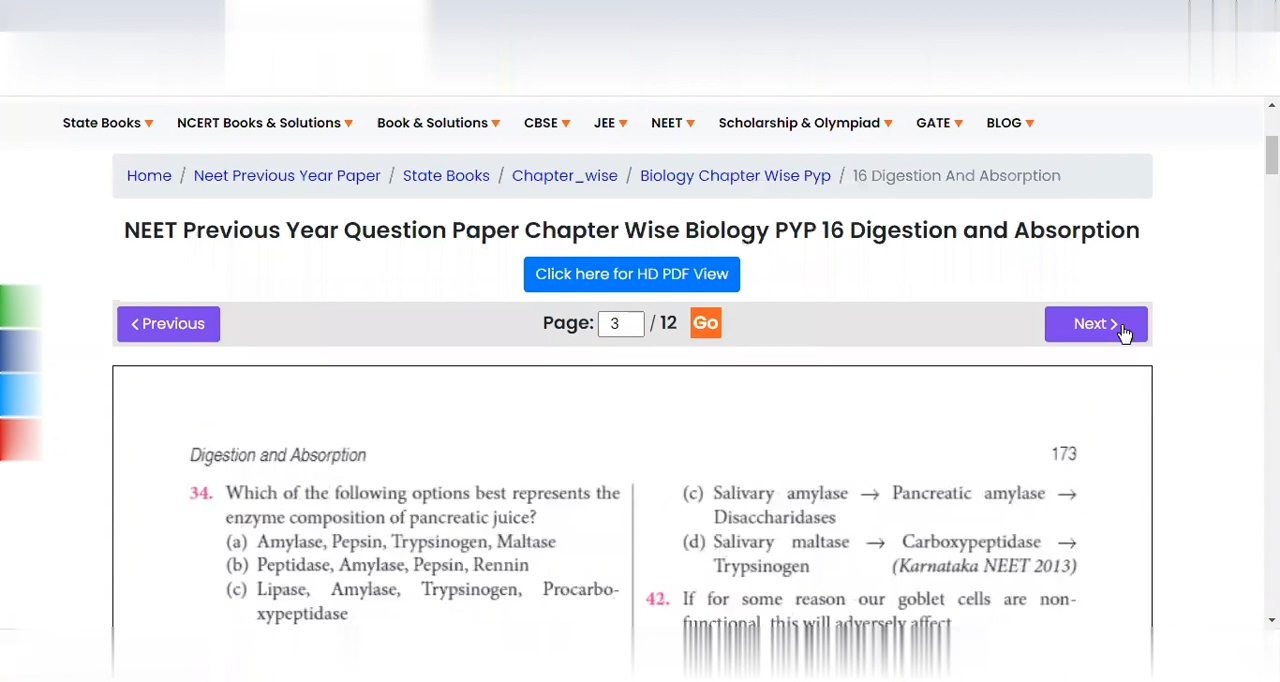 State Books NCERT Books & Solutions Book & Solutions CBSE JEE NEET Scholarship & Olympiad GATE BLOG
Home / Neet Previous Year Paper / State Books / Chapter_wise / Biology Chapter Wise Pyp / 16 Digestion And Absorption
NEET Previous Year Question Paper Chapter Wise Biology PYP 16 Digestion and Absorption
Click here for HD PDF View
Previous Page: 3 / 12 Go Next
Digestion and Absorption 173
34. Which of the following options best represents the
enzyme composition of pancreatic juice?
(a) Amylase, Pepsin, Trypsinogen, Maltase
(b) Peptidase, Amylase, Pepsin, Rennin
(c) Lipase, Amylase, Trypsinogen, Procarbo-
xypeptidase
(c) Salivary amylase → Pancreatic amylase →
Disaccharidases
(d) Salivary maltase → Carboxypeptidase →
Trypsinogen (Karnataka NEET 2013)
42. If for some reason our goblet cells are non-
functional, this will adversely affect